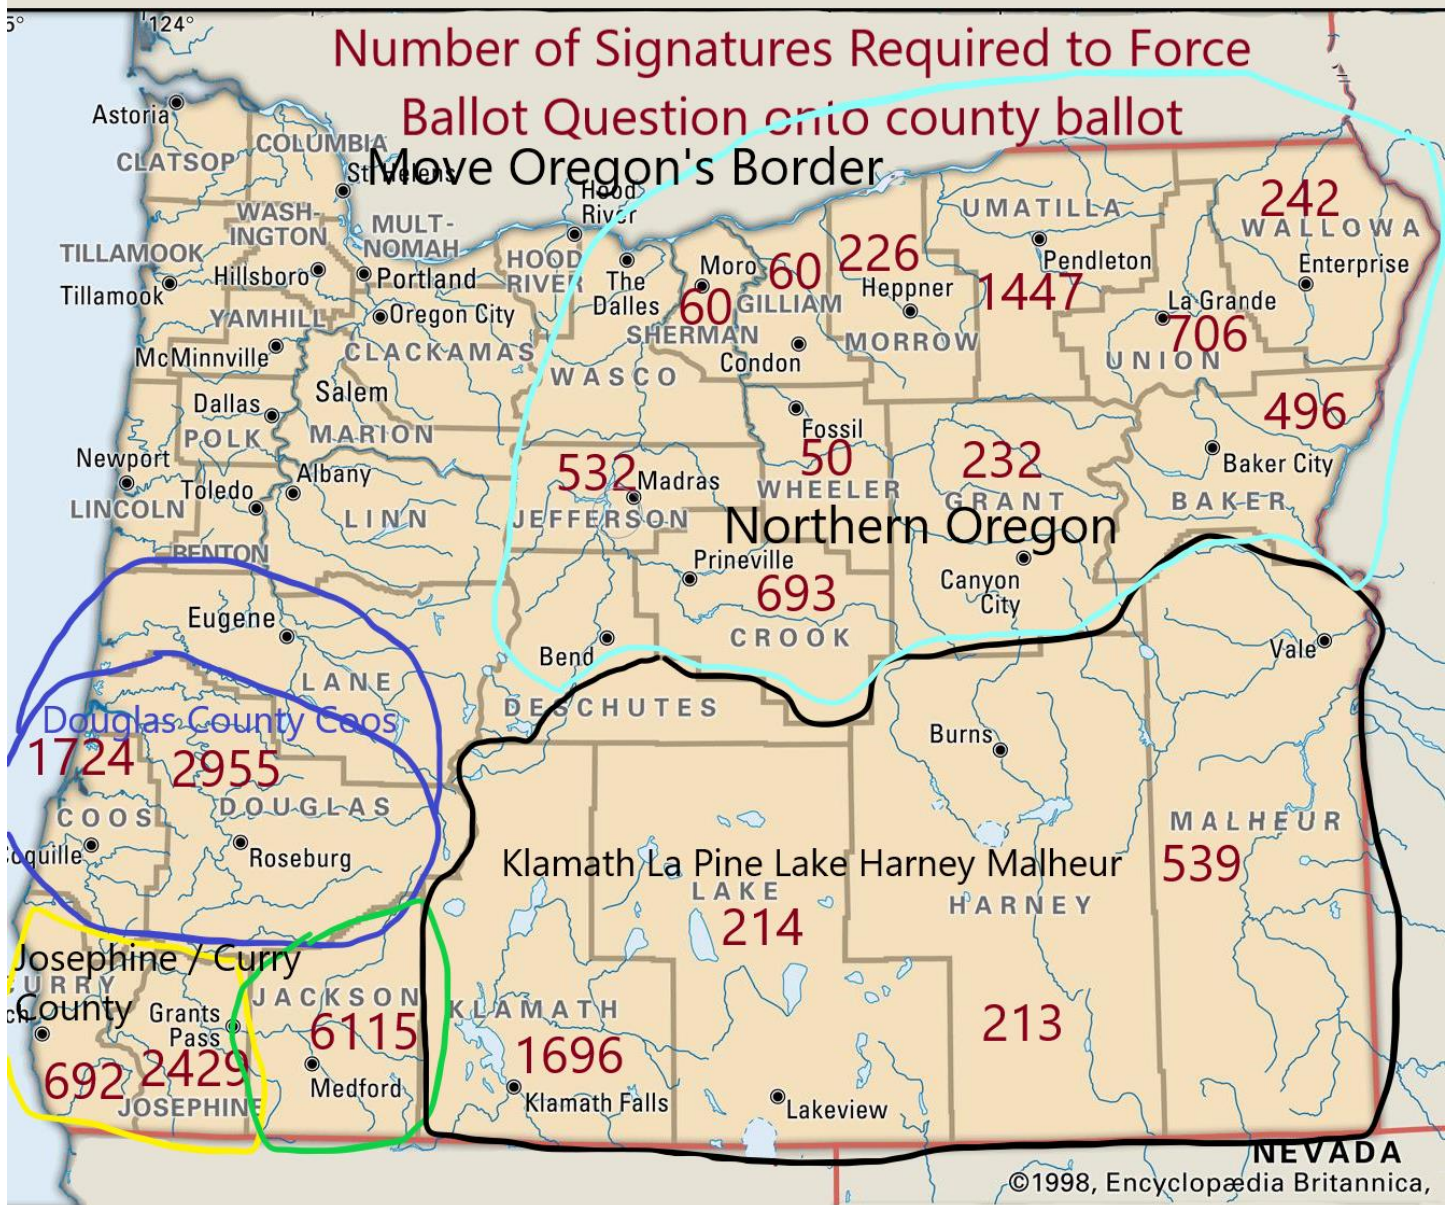 5°
124°
Number of Signatures Required to Force
Ballot Question onto county ballot
Move Oregon's Border
Astoria
CLATSOP
COLUMBIA
St. Helens
Hood
River
WASH-
INGTON
MULT-
NOMAH
UMATILLA
242
WALLOWA
TILLAMOOK
Tillamook
Hillsboro
Portland
HOOD
RIVER
The
Dalles
Moro
60
60
GILLIAM
226
Heppner
Pendleton
1447
Enterprise
YAMHILL
Oregon City
SHERMAN
Condon
MORROW
La Grande
706
UNION
McMinnville
CLACKAMAS
WASCO
Dallas
POLK
Salem
MARION
Fossil
50
WHEELER
232
GRANT
496
Baker City
BAKER
Newport
LINCOLN
Toledo
Albany
LINN
532
Madras
JEFFERSON
Northern Oregon
BENTON
Prineville
693
CROOK
Canyon
City
Eugene
LANE
Bend
DESCHUTES
Vale
Douglas County Coos
1724
2955
COOS
DOUGLAS
Coquille
Roseburg
Burns
MALHEUR
539
Klamath La Pine Lake Harney Malheur
LAKE
214
HARNEY
Josephine / Curry
County
CURRY
ch
692
Grants
Pass
2429
JOSEPHINE
JACKSON
6115
Medford
KLAMATH
1696
Klamath Falls
Lakeview
213
NEVADA
©1998, Encyclopædia Britannica,